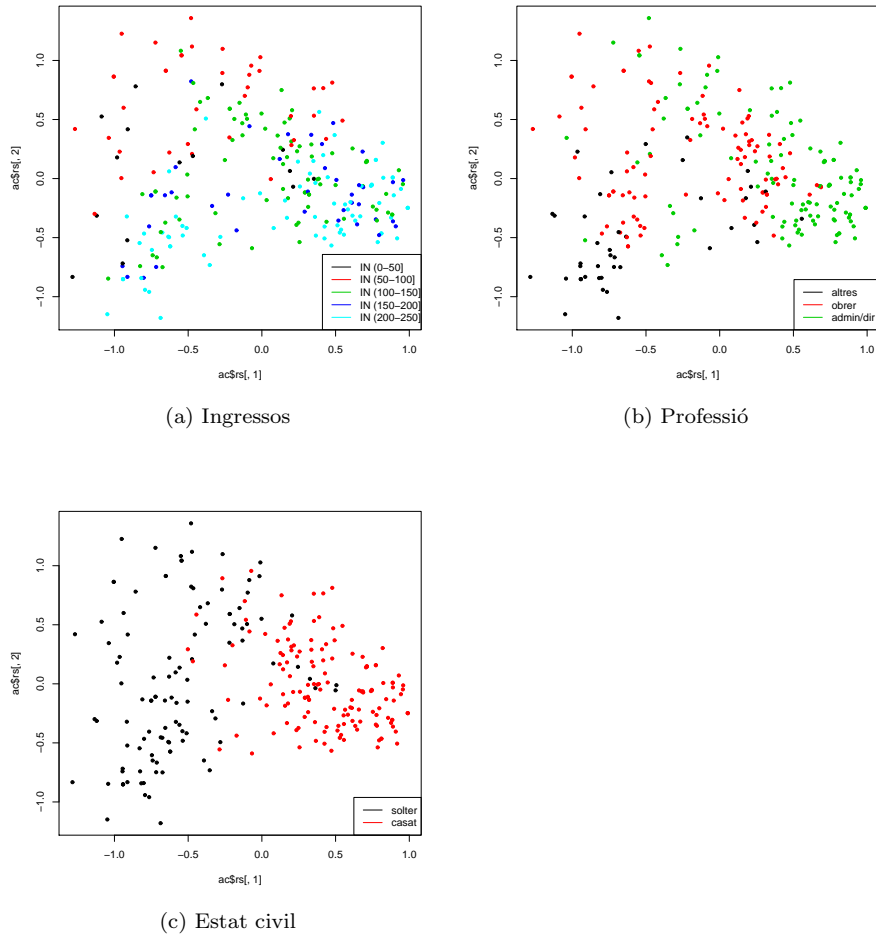 1.0
0.5
0.0
−0.5
−1.0
ac$rs[, 2]
IN (0−50]
IN (50−100]
IN (100−150]
IN (150−200]
IN (200−250]
−1.0 −0.5 0.0 0.5 1.0
ac$rs[, 1]
(a) Ingressos
1.0
0.5
0.0
−0.5
−1.0
ac$rs[, 2]
altres
obrer
admin/dir
−1.0 −0.5 0.0 0.5 1.0
ac$rs[, 1]
(b) Professió
1.0
0.5
0.0
−0.5
−1.0
ac$rs[, 2]
solter
casat
−1.0 −0.5 0.0 0.5 1.0
ac$rs[, 1]
(c) Estat civil